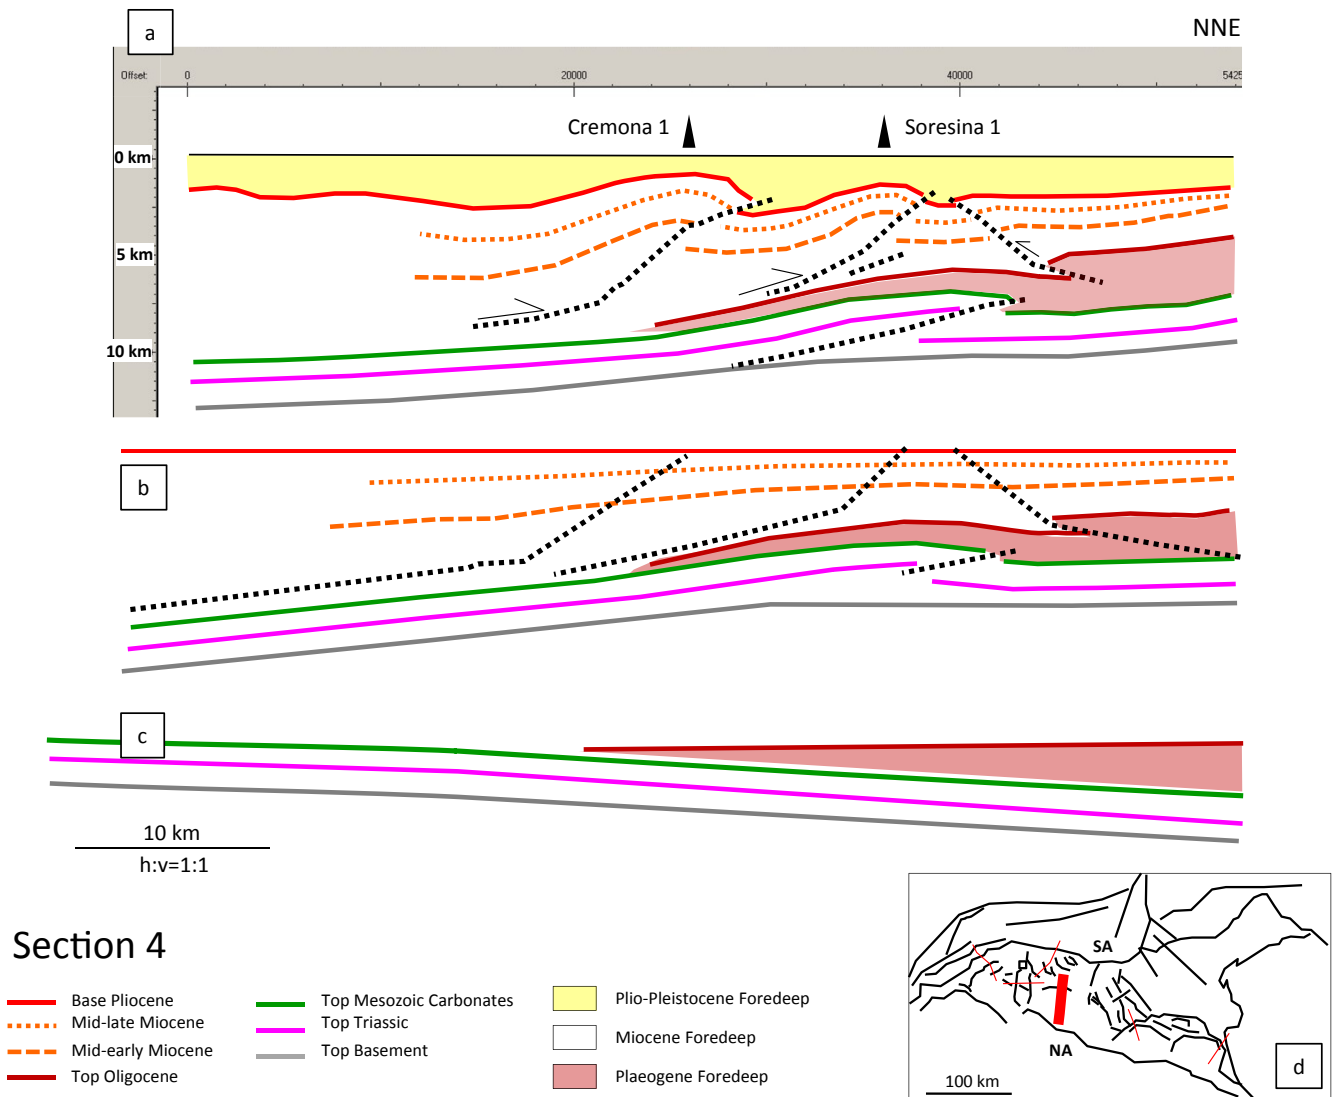 a
NNE
Offset:
0
20000
40000
5425
Cremona 1
Soresina 1
0 km
5 km
10 km
b
c
10 km
h:v=1:1
Section 4
Base Pliocene
Mid-late Miocene
Mid-early Miocene
Top Oligocene
Top Mesozoic Carbonates
Top Triassic
Top Basement
Plio-Pleistocene Foredeep
Miocene Foredeep
Plaeogene Foredeep
SA
NA
100 km
d